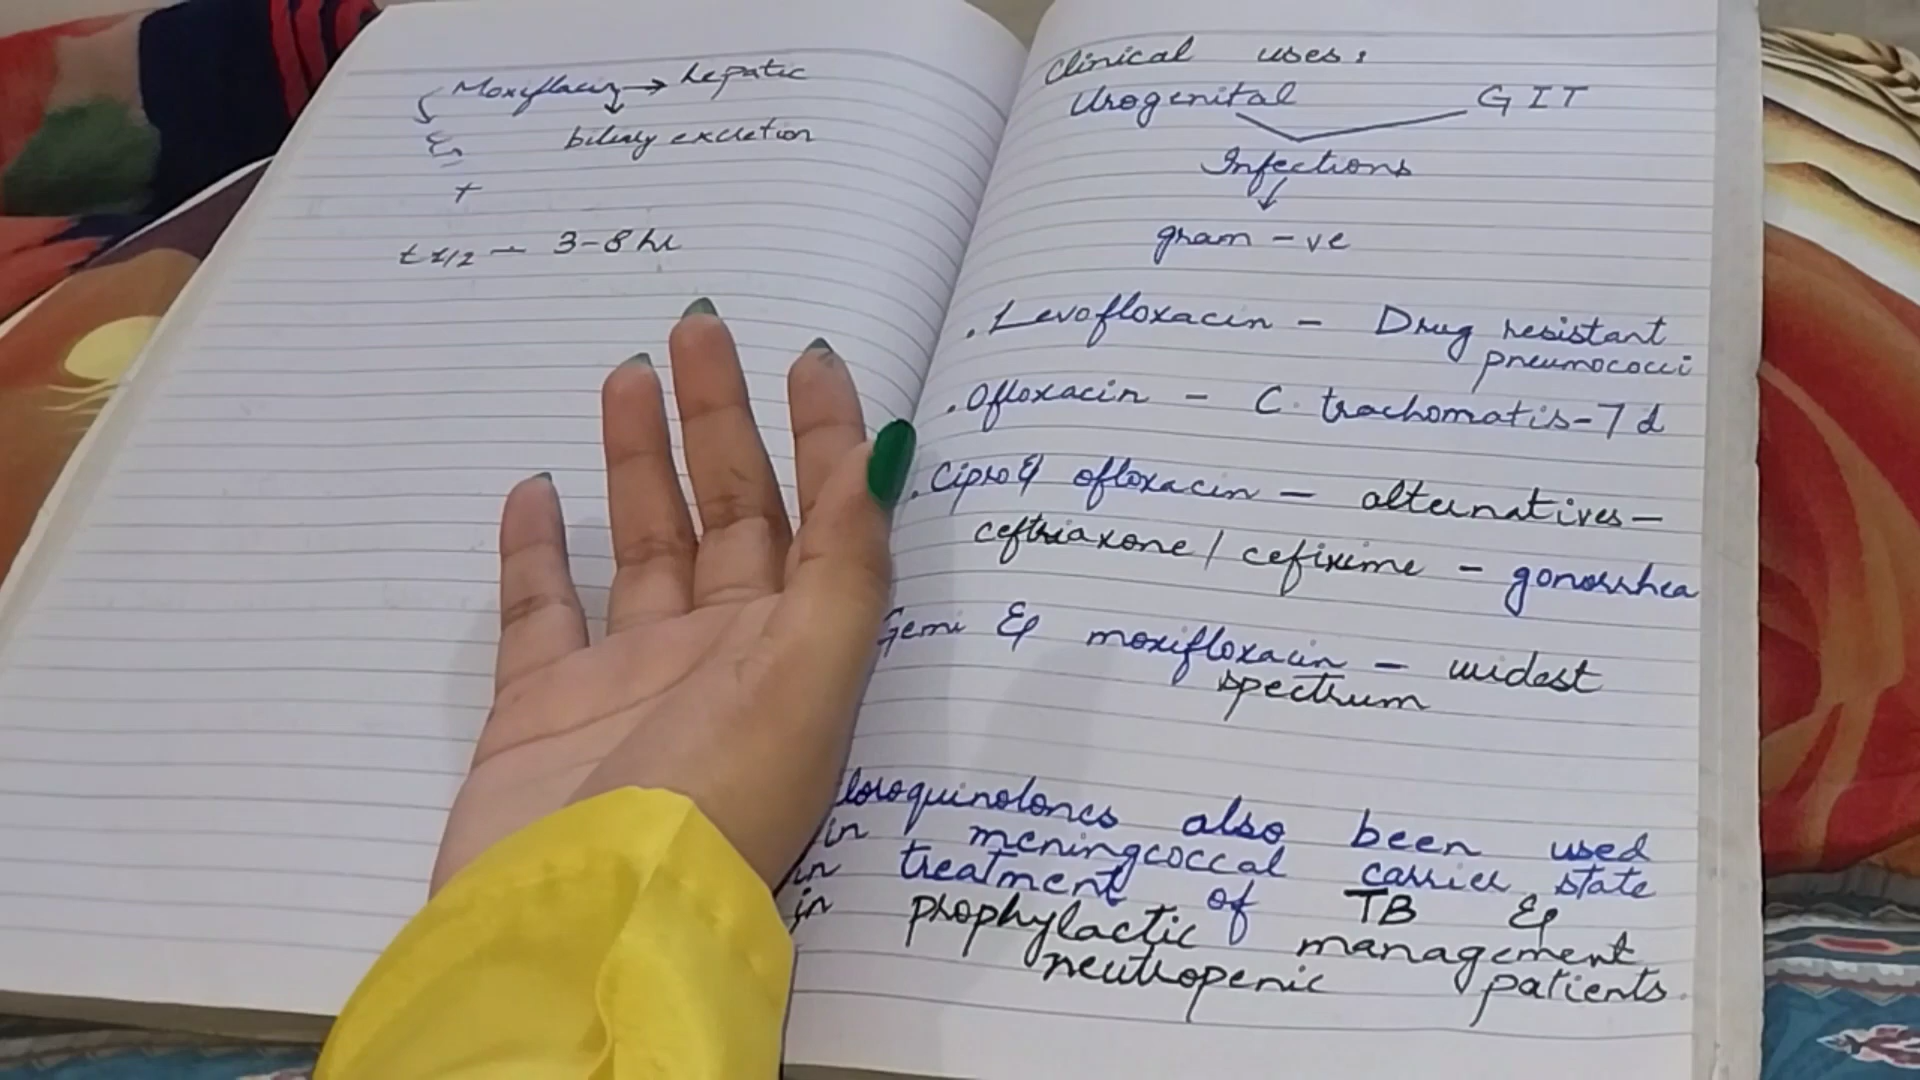 Moxiflacin → hepatic
↓
biliary excretion
&
+
t 1/2 — 3-8 hr
Clinical uses:
Urogenital GIT
Infections
↓
gram -ve
. Levofloxacin - Drug resistant
pneumococci
. Ofloxacin - C. trachomatis-7d
. Cipro & ofloxacin - alternatives-
ceftriaxone / cefixime - gonorrhea
Gemi & moxifloxacin - widest
spectrum
loroquinolones also been used
in meningcoccal carrier state
in treatment of TB &
in prophylactic management
neutropenic patients.